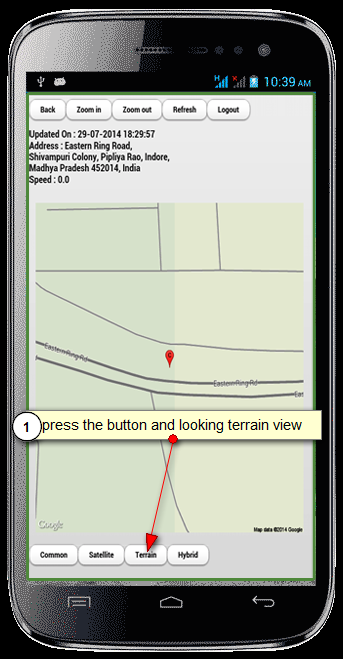 10:39 AM
Back Zoom in Zoom out Refresh Logout
Updated On : 29-07-2014 18:29:57
Address : Eastern Ring Road,
Shivampuri Colony, Pipliya Rao, Indore,
Madhya Pradesh 452014, India
Speed : 0.0
C
Eastern Ring Rd
Eastern Ring Rd
East
1 press the button and looking terrain view
Google
Map data ©2014 Google
Common Satellite Terrain Hybrid